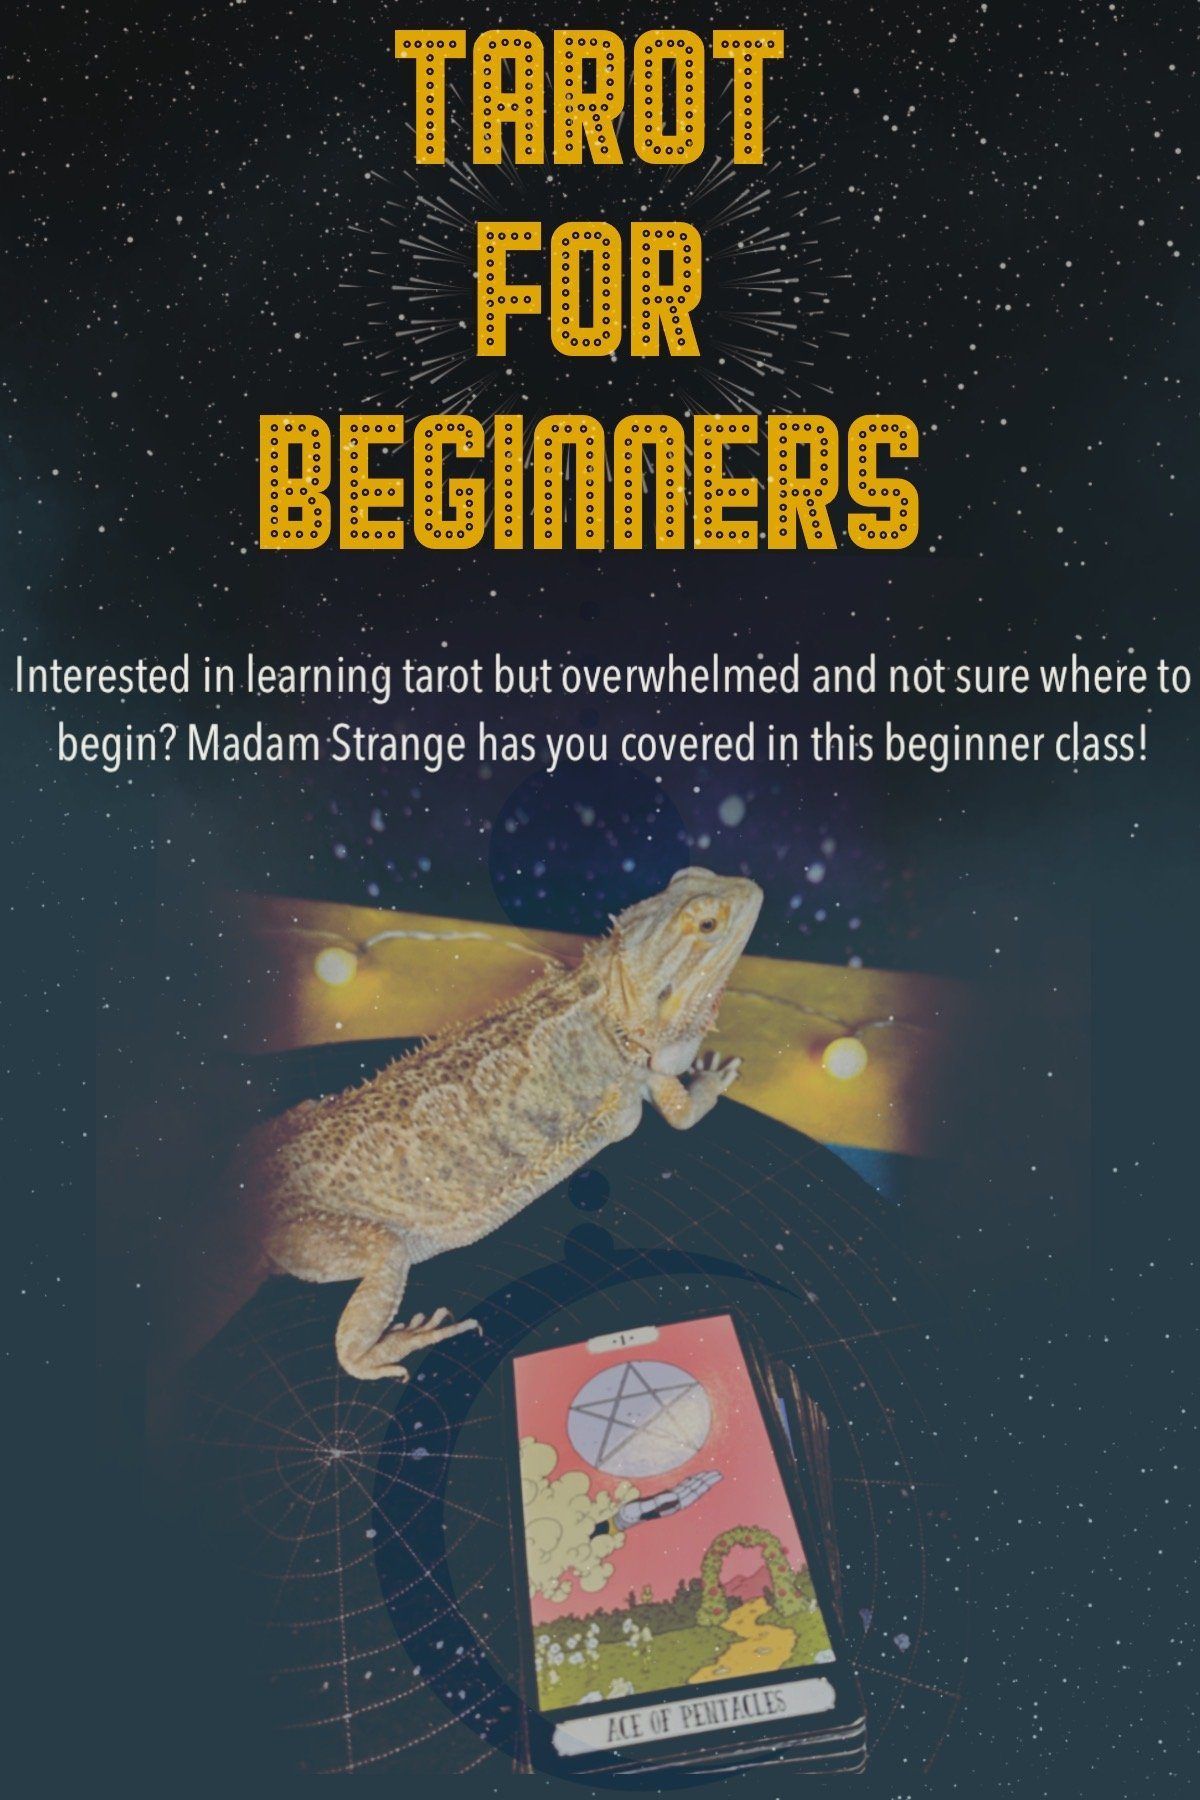 TAROT
FOR
BEGINNERS
Interested in learning tarot but overwhelmed and not sure where to
begin? Madam Strange has you covered in this beginner class!
·1·
ACE OF PENTACLES